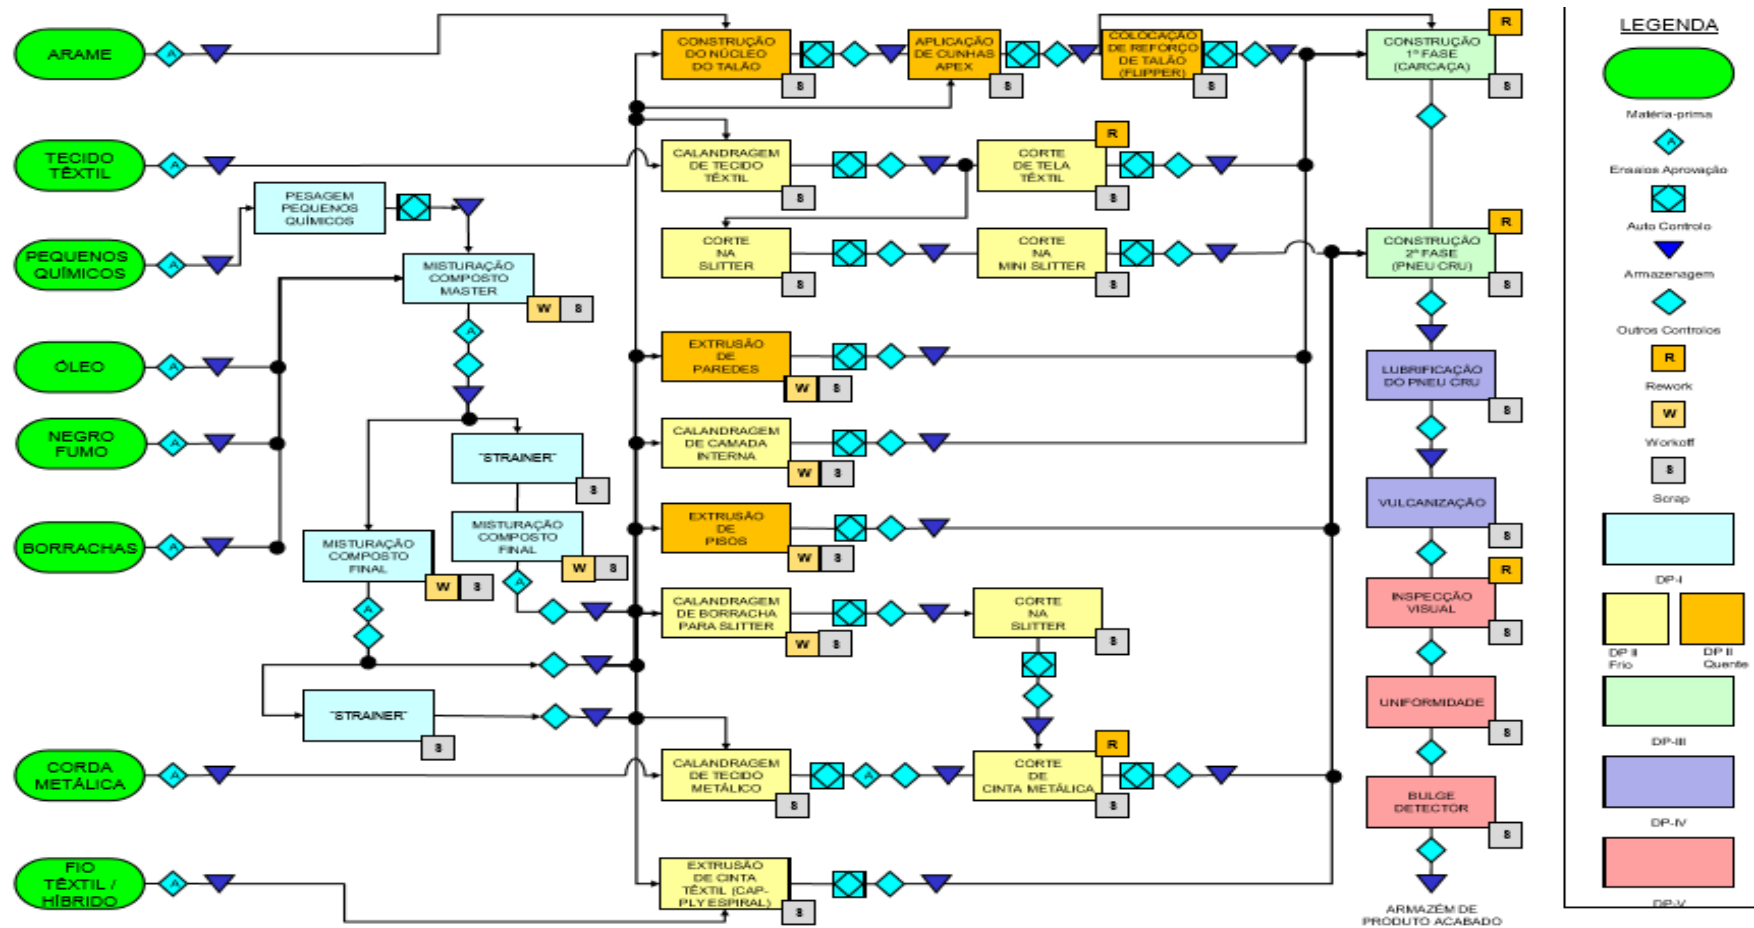 ARAME
A
CONSTRUÇÃO
DO NÚCLEO
DO TALÃO
S
APLICAÇÃO
DE CUNHAS
APEX
S
COLOCAÇÃO
DE REFORÇO
DE TALÃO
(FLIPPER)
S
CONSTRUÇÃO
1ª FASE
(CARCAÇA)
R
S
TECIDO
TÊXTIL
A
CALANDRAGEM
DE TECIDO
TÊXTIL
S
CORTE
DE TELA
TÊXTIL
R
S
PESAGEM
PEQUENOS
QUÍMICOS
PEQUENOS
QUÍMICOS
A
MISTURAÇÃO
COMPOSTO
MASTER
W
S
A
CORTE
NA
SLITTER
S
CORTE
NA
MINI SLITTER
S
CONSTRUÇÃO
2ª FASE
(PNEU CRU)
R
S
ÓLEO
A
EXTRUSÃO
DE
PAREDES
W
S
LUBRIFICAÇÃO
DO PNEU CRU
S
NEGRO
FUMO
A
"STRAINER"
S
CALANDRAGEM
DE CAMADA
INTERNA
W
S
VULCANIZAÇÃO
S
BORRACHAS
A
MISTURAÇÃO
COMPOSTO
FINAL
W
S
A
MISTURAÇÃO
COMPOSTO
FINAL
W
S
A
EXTRUSÃO
DE
PISOS
W
S
CALANDRAGEM
DE BORRACHA
PARA SLITTER
W
S
CORTE
NA
SLITTER
S
INSPECÇÃO
VISUAL
R
S
"STRAINER"
S
UNIFORMIDADE
S
CORDA
METÁLICA
A
CALANDRAGEM
DE TECIDO
METÁLICO
S
A
CORTE
DE
CINTA METÁLICA
R
S
BULGE
DETECTOR
S
FIO
TÊXTIL /
HÍBRIDO
A
EXTRUSÃO
DE CINTA
TÊXTIL (CAP-
PLY ESPIRAL)
S
ARMAZÉM DE
PRODUTO ACABADO
LEGENDA
Matéria-prima
A
Ensaios Aprovação
Auto Controlo
Armazenagem
Outros Controlos
R
Rework
W
Workoff
S
Scrap
DP-I
DP II
Frio
DP II
Quente
DP-III
DP-IV
DP-V